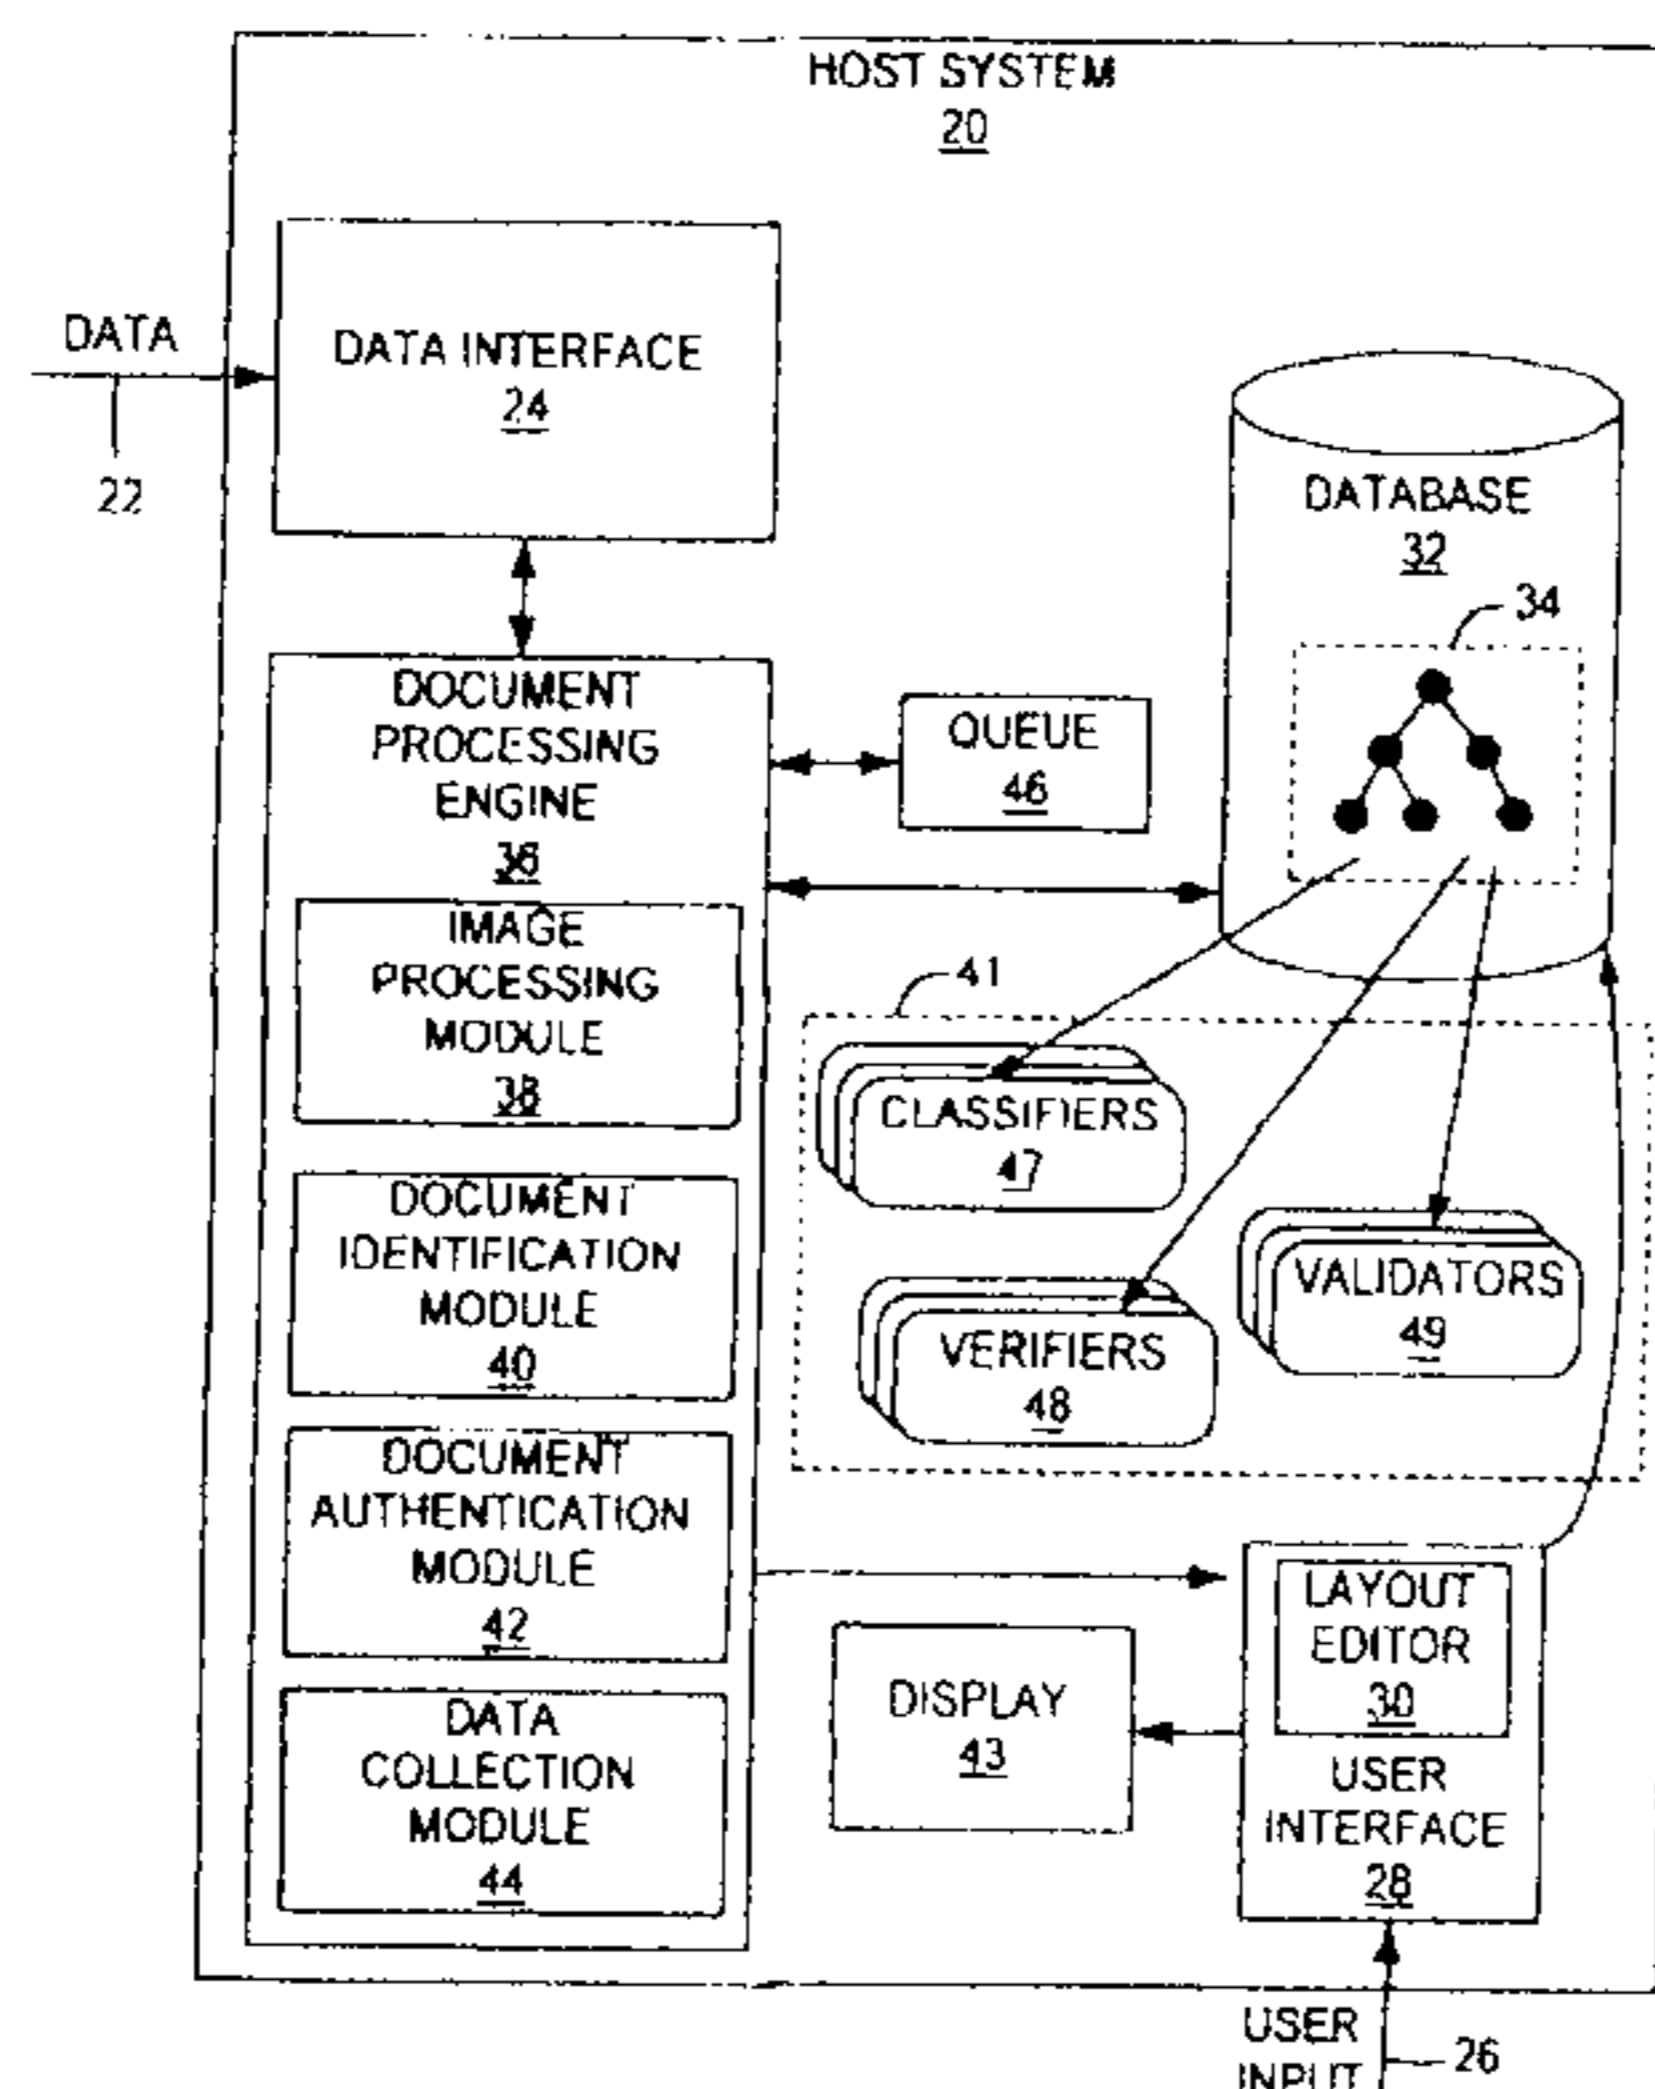 HOST SYSTEM
20
DATA
22
DATA INTERFACE
24
DATABASE
32
34
DOCUMENT
PROCESSING
ENGINE
36
QUEUE
46
IMAGE
PROCESSING
MODULE
38
41
CLASSIFIERS
47
DOCUMENT
IDENTIFICATION
MODULE
40
VALIDATORS
49
VERIFIERS
48
DOCUMENT
AUTHENTICATION
MODULE
42
LAYOUT
EDITOR
30
DISPLAY
43
DATA
COLLECTION
MODULE
44
USER
INTERFACE
28
USER
INPUT
26